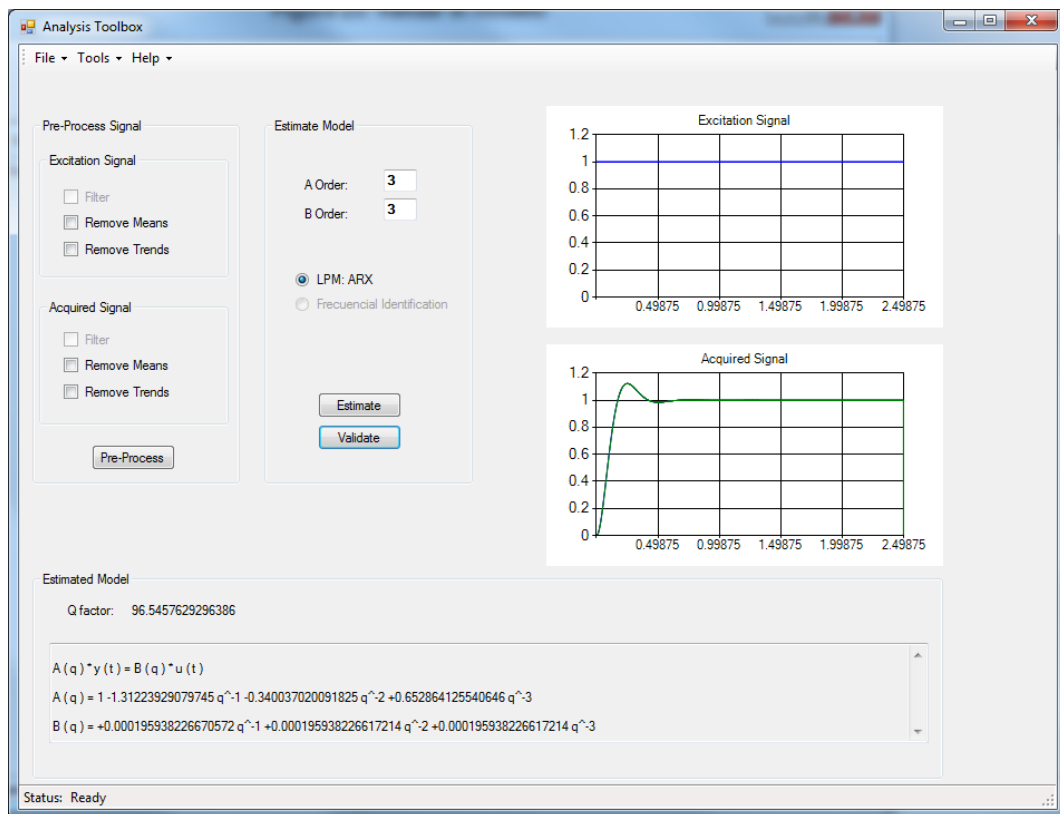 Analysis Toolbox
File Tools Help
Pre-Process Signal
Excitation Signal
Filter
Remove Means
Remove Trends
Acquired Signal
Filter
Remove Means
Remove Trends
Pre-Process
Estimate Model
A Order: 3
B Order: 3
LPM: ARX
Frecuencial Identification
Estimate
Validate
Excitation Signal
1.2
1
0.8
0.6
0.4
0.2
0
0.49875 0.99875 1.49875 1.99875 2.49875
Acquired Signal
1.2
1
0.8
0.6
0.4
0.2
0
0.49875 0.99875 1.49875 1.99875 2.49875
Estimated Model
Q factor: 96.5457629296386
A ( q ) * y ( t ) = B ( q ) * u ( t )
A ( q ) = 1 -1.31223929079745 q^-1 -0.340037020091825 q^-2 +0.652864125540646 q^-3
B ( q ) = +0.000195938226670572 q^-1 +0.000195938226617214 q^-2 +0.000195938226617214 q^-3
Status: Ready